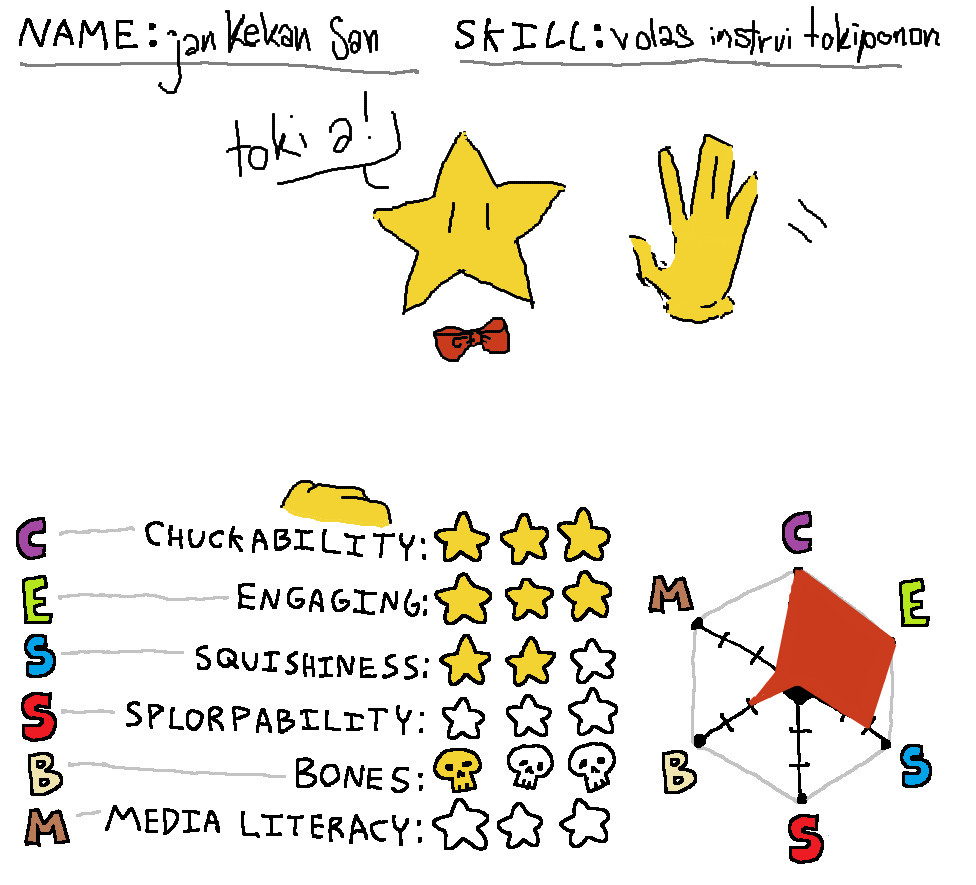 NAME: jan Kekan San
SKILL: volas instrui tokiponon
toki a!
C CHUCKABILITY:
E ENGAGING:
S SQUISHINESS:
S SPLORPABILITY:
B BONES:
M MEDIA LITERACY:
C
M
E
B
S
S